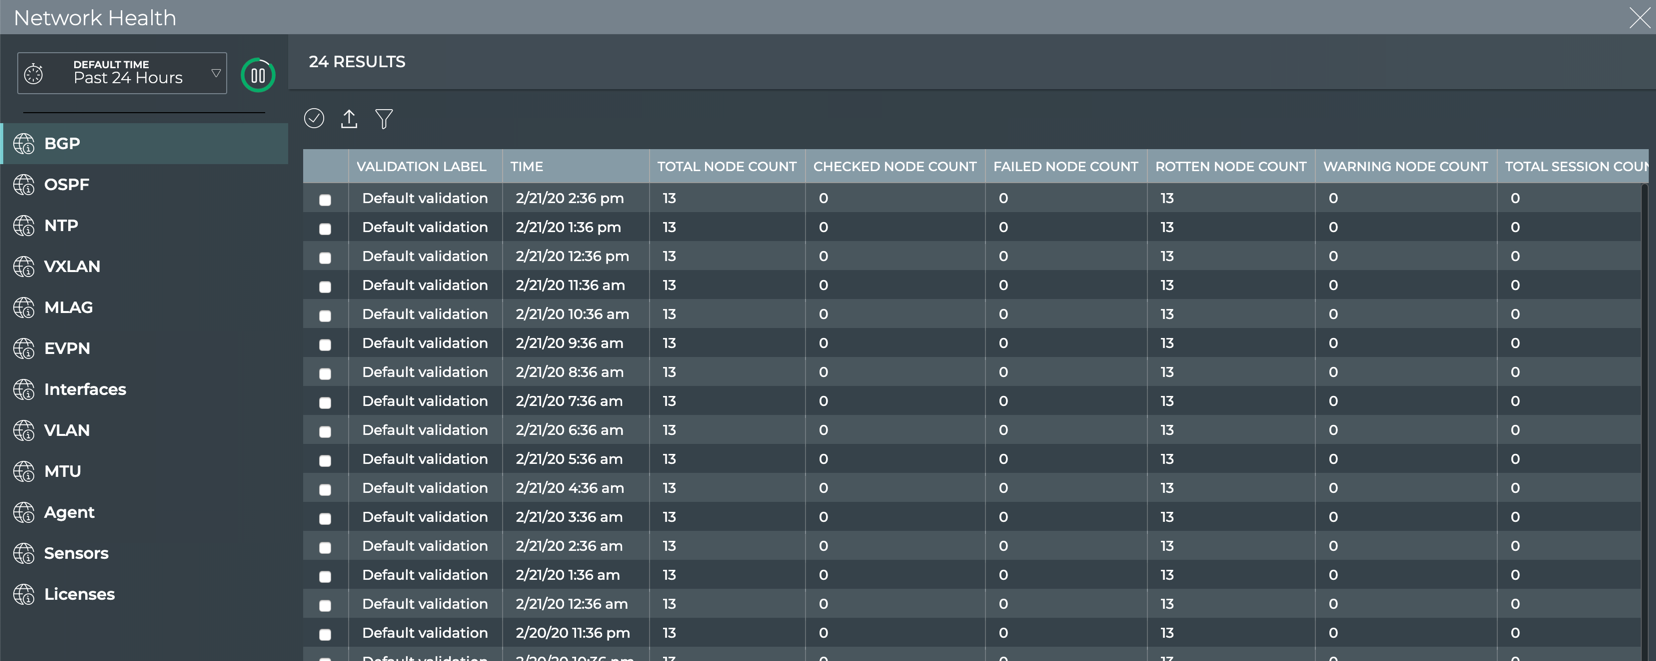 Network Health
DEFAULT TIME
Past 24 Hours
24 RESULTS
BGP
OSPF
NTP
VXLAN
MLAG
EVPN
Interfaces
VLAN
MTU
Agent
Sensors
Licenses
VALIDATION LABEL TIME TOTAL NODE COUNT CHECKED NODE COUNT FAILED NODE COUNT ROTTEN NODE COUNT WARNING NODE COUNT TOTAL SESSION COUN
Default validation 2/21/20 2:36 pm 13 0 0 13 0 0
Default validation 2/21/20 1:36 pm 13 0 0 13 0 0
Default validation 2/21/20 12:36 pm 13 0 0 13 0 0
Default validation 2/21/20 11:36 am 13 0 0 13 0 0
Default validation 2/21/20 10:36 am 13 0 0 13 0 0
Default validation 2/21/20 9:36 am 13 0 0 13 0 0
Default validation 2/21/20 8:36 am 13 0 0 13 0 0
Default validation 2/21/20 7:36 am 13 0 0 13 0 0
Default validation 2/21/20 6:36 am 13 0 0 13 0 0
Default validation 2/21/20 5:36 am 13 0 0 13 0 0
Default validation 2/21/20 4:36 am 13 0 0 13 0 0
Default validation 2/21/20 3:36 am 13 0 0 13 0 0
Default validation 2/21/20 2:36 am 13 0 0 13 0 0
Default validation 2/21/20 1:36 am 13 0 0 13 0 0
Default validation 2/21/20 12:36 am 13 0 0 13 0 0
Default validation 2/20/20 11:36 pm 13 0 0 13 0 0
Default validation 2/20/20 10:36 pm 13 0 0 13 0 0